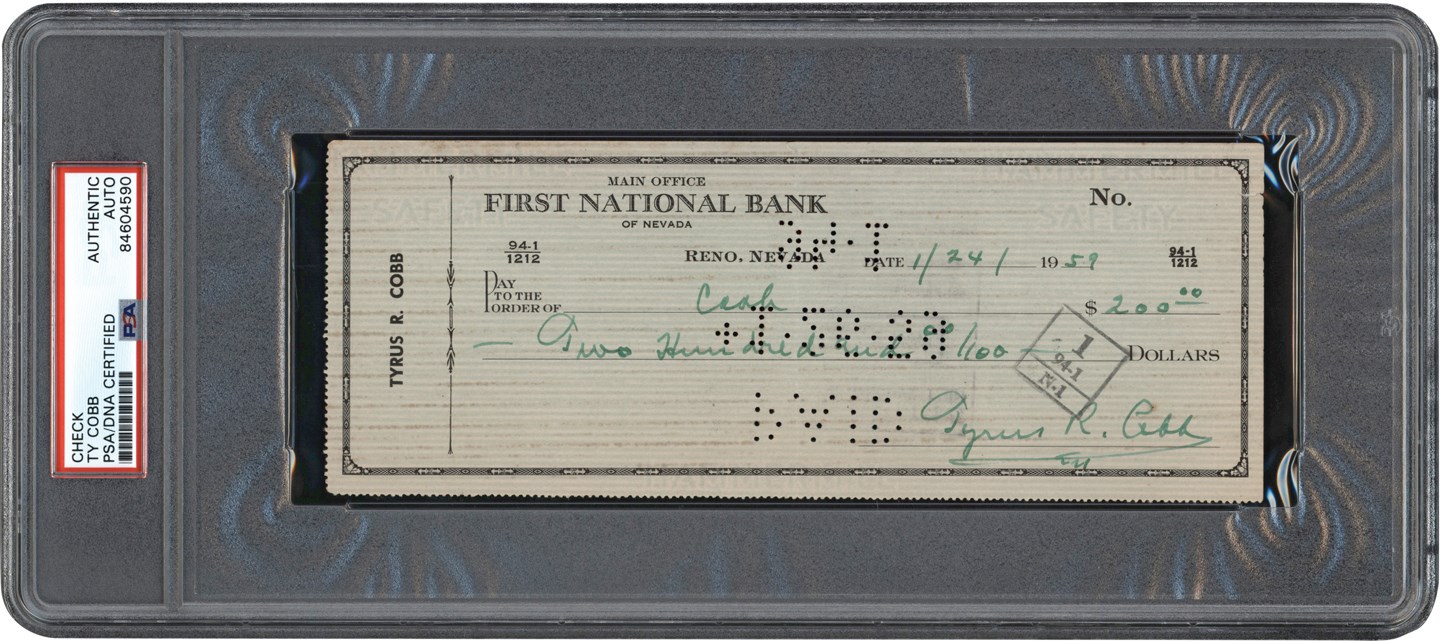 CHECK AUTHENTIC
TY COBB AUTO
PSA/DNA CERTIFIED 84604590
PSA
TYRUS R. COBB
MAIN OFFICE
FIRST NATIONAL BANK
OF NEVADA
No.
94-1
1212
RENO, NEVADA DATE 1/24/ 1959
94-1
1212
PAY
TO THE
ORDER OF Cash $ 200 00
— Two Hundred and 00/100 — DOLLARS
1
94-1
N-1
Tyrus R. Cobb